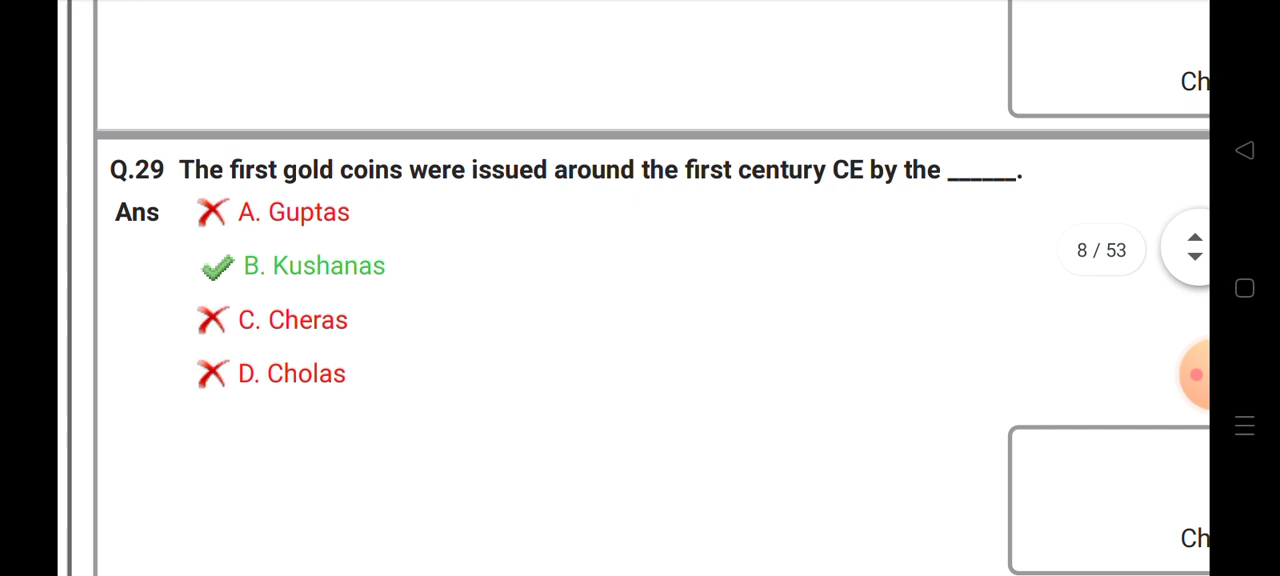 Ch
Q.29 The first gold coins were issued around the first century CE by the ______.
Ans A. Guptas
B. Kushanas
C. Cheras
D. Cholas
8 / 53
Ch